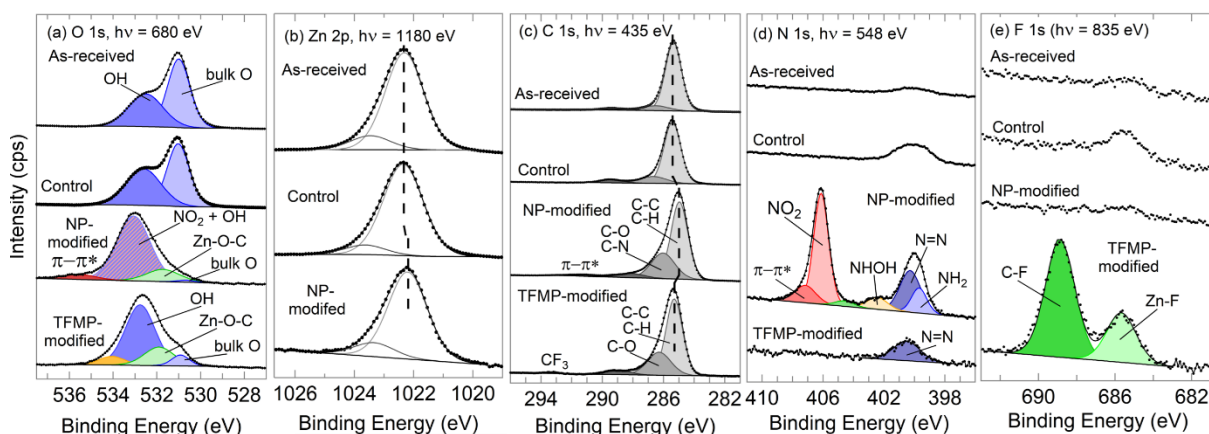 (a) O 1s, hν = 680 eV
As-received
OH
bulk O
Control
NP-
modified
π−π*
NO2 + OH
Zn-O-C
bulk O
TFMP-
modified
OH
Zn-O-C
bulk O
536 534 532 530 528
Binding Energy (eV)
Intensity (cps)
(b) Zn 2p, hν = 1180 eV
As-received
Control
NP-
modifed
1026 1023 1020
Binding Energy (eV)
(c) C 1s, hν = 435 eV
As-received
Control
NP-modified
C-C
C-H
C-O
C-N
π−π*
TFMP-modified
C-C
C-H
C-O
CF3
294 290 286 282
Binding Energy (eV)
(d) N 1s, hν = 548 eV
As-received
Control
NP-modified
NO2
N=N
NHOH
NH2
π−π*
TFMP-modified
N=N
410 406 402 398
Binding Energy (eV)
(e) F 1s (hν = 835 eV)
As-received
Control
NP-modified
TFMP-
modified
C-F
Zn-F
690 686 682
Binding Energy (eV)